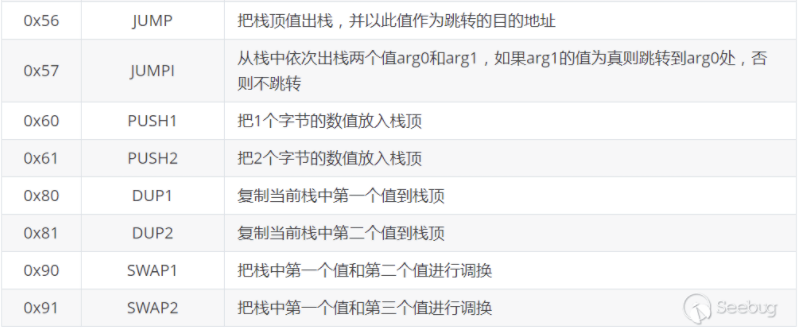 0x56 JUMP 把栈顶值出栈，并以此值作为跳转的目的地址
0x57 JUMPI 从栈中依次出栈两个值arg0和arg1，如果arg1的值为真则跳转到arg0处，否
则不跳转
0x60 PUSH1 把1个字节的数值放入栈顶
0x61 PUSH2 把2个字节的数值放入栈顶
0x80 DUP1 复制当前栈中第一个值到栈顶
0x81 DUP2 复制当前栈中第二个值到栈顶
0x90 SWAP1 把栈中第一个值和第二个值进行调换
0x91 SWAP2 把栈中第一个值和第三个值进行调换
Seebug